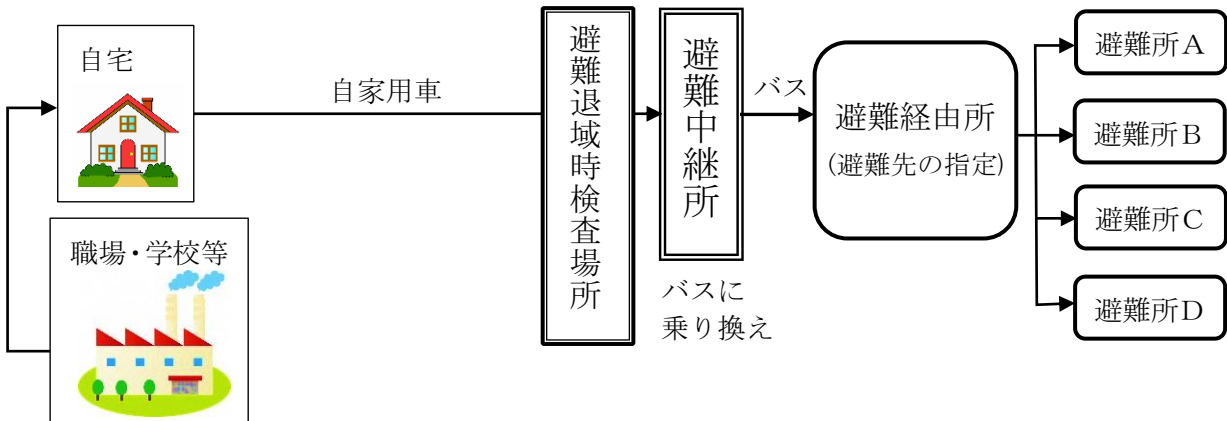 自宅
職場・学校等
自家用車
避難退域時検査場所
避難中継所
バスに
乗り換え
バス
避難経由所
(避難先の指定)
避難所A
避難所B
避難所C
避難所D